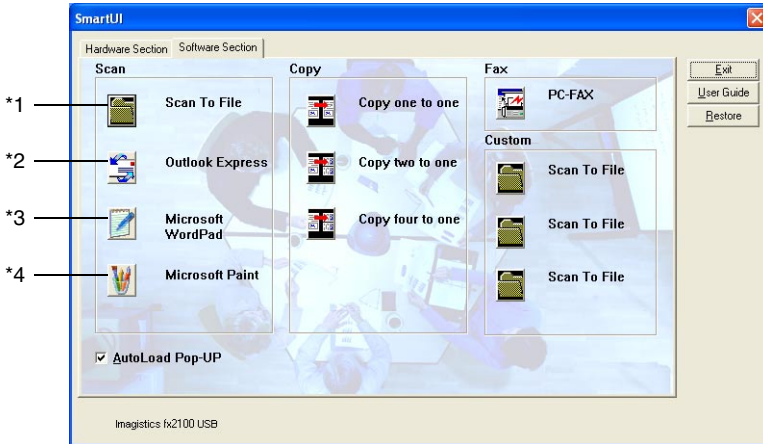 SmartUI
Hardware Section Software Section
Scan Copy Fax
*1 Scan To File Copy one to one PC-FAX
*2 Outlook Express Copy two to one
*3 Microsoft WordPad Copy four to one
*4 Microsoft Paint
Custom
Scan To File
Scan To File
Scan To File
AutoLoad Pop-UP
Exit
User Guide
Restore
Imagistics fx2100 USB